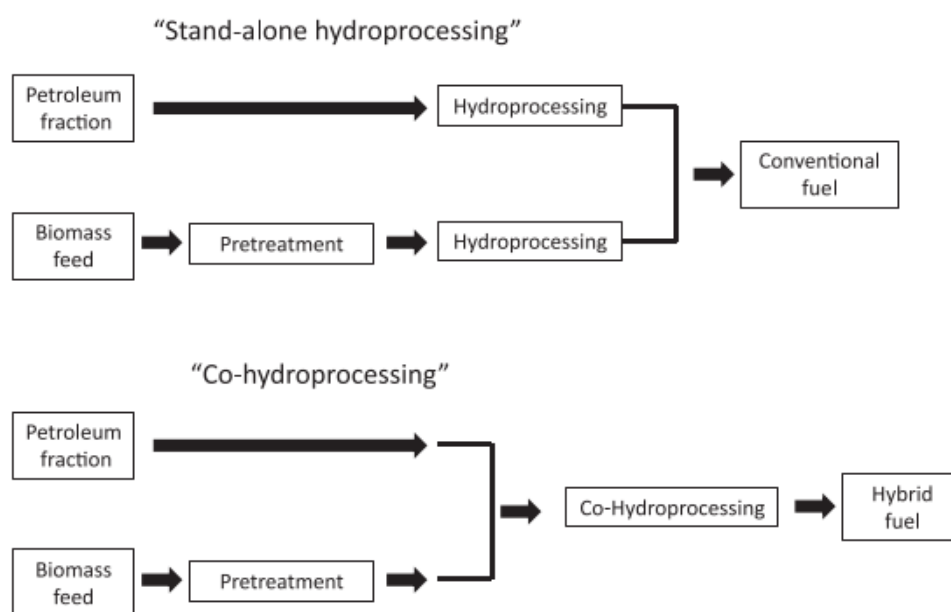 “Stand-alone hydroprocessing”
Petroleum
fraction
Hydroprocessing
Conventional
fuel
Biomass
feed
Pretreatment
Hydroprocessing
“Co-hydroprocessing”
Petroleum
fraction
Co-Hydroprocessing
Hybrid
fuel
Biomass
feed
Pretreatment